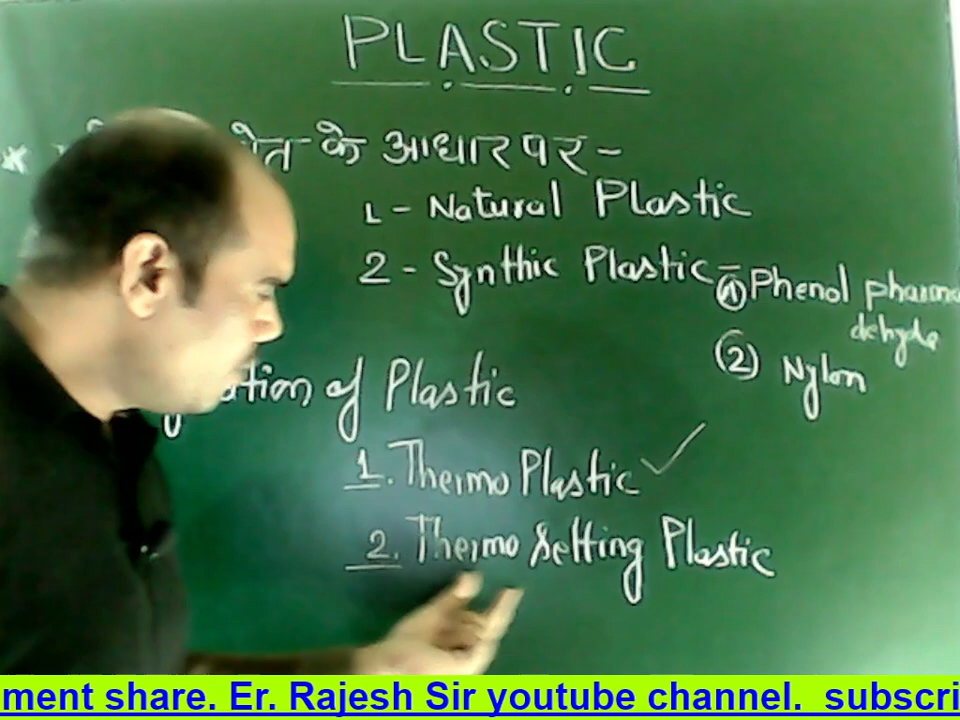 PLASTIC
* के आधार पर -
1 - Natural Plastic
2 - Synthic Plastic - (1) Phenol pharma
dehyde
(2) Nylon
of Plastic
1. Thermo Plastic ✓
2. Thermo Setting Plastic
ment share. Er. Rajesh Sir youtube channel. subscri